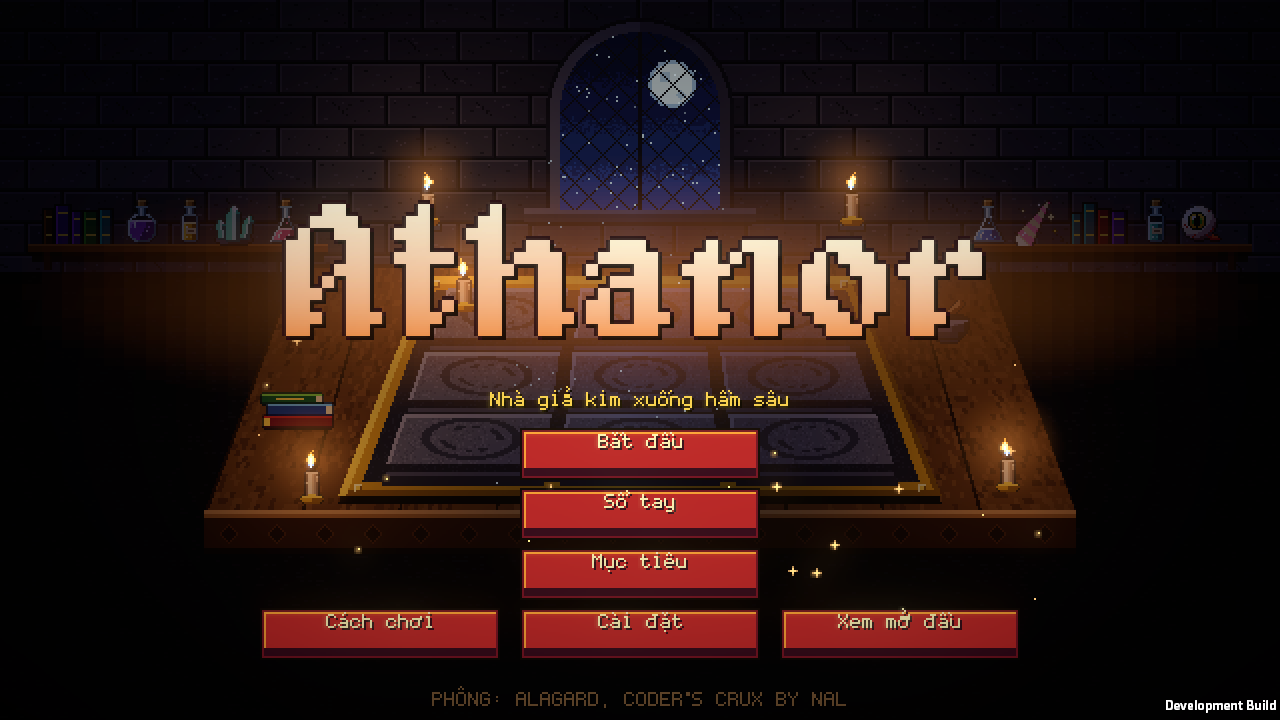 Athanor
Nhà giả kim xuống hầm sâu
Bắt đầu
Sổ tay
Mục tiêu
Cách chơi
Cài đặt
Xem mở đầu
PHÔNG: ALAGARD, CODER'S CRUX BY NAL
Development Build